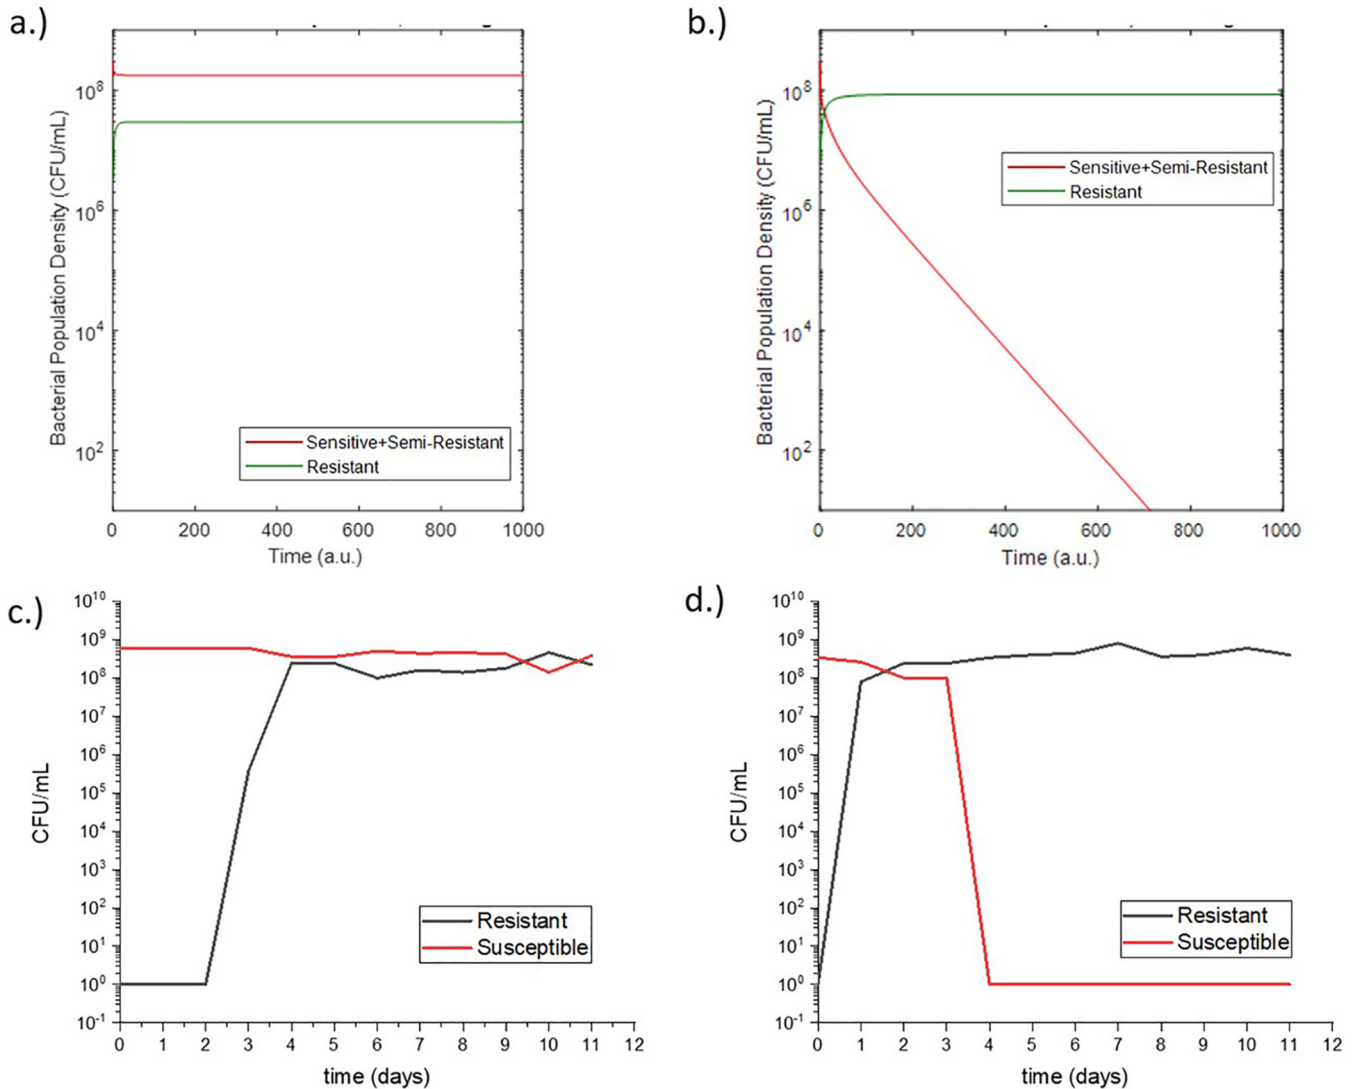 a.)
10^8
10^6
10^4
10^2
Bacterial Population Density (CFU/mL)
Sensitive+Semi-Resistant
Resistant
0 200 400 600 800 1000
Time (a.u.)
b.)
10^8
10^6
10^4
10^2
Bacterial Population Density (CFU/mL)
Sensitive+Semi-Resistant
Resistant
0 200 400 600 800 1000
Time (a.u.)
c.)
10^10
10^9
10^8
10^7
10^6
10^5
10^4
10^3
10^2
10^1
10^0
10^-1
CFU/mL
Resistant
Susceptible
0 1 2 3 4 5 6 7 8 9 10 11 12
time (days)
d.)
10^10
10^9
10^8
10^7
10^6
10^5
10^4
10^3
10^2
10^1
10^0
10^-1
CFU/mL
Resistant
Susceptible
0 1 2 3 4 5 6 7 8 9 10 11 12
time (days)